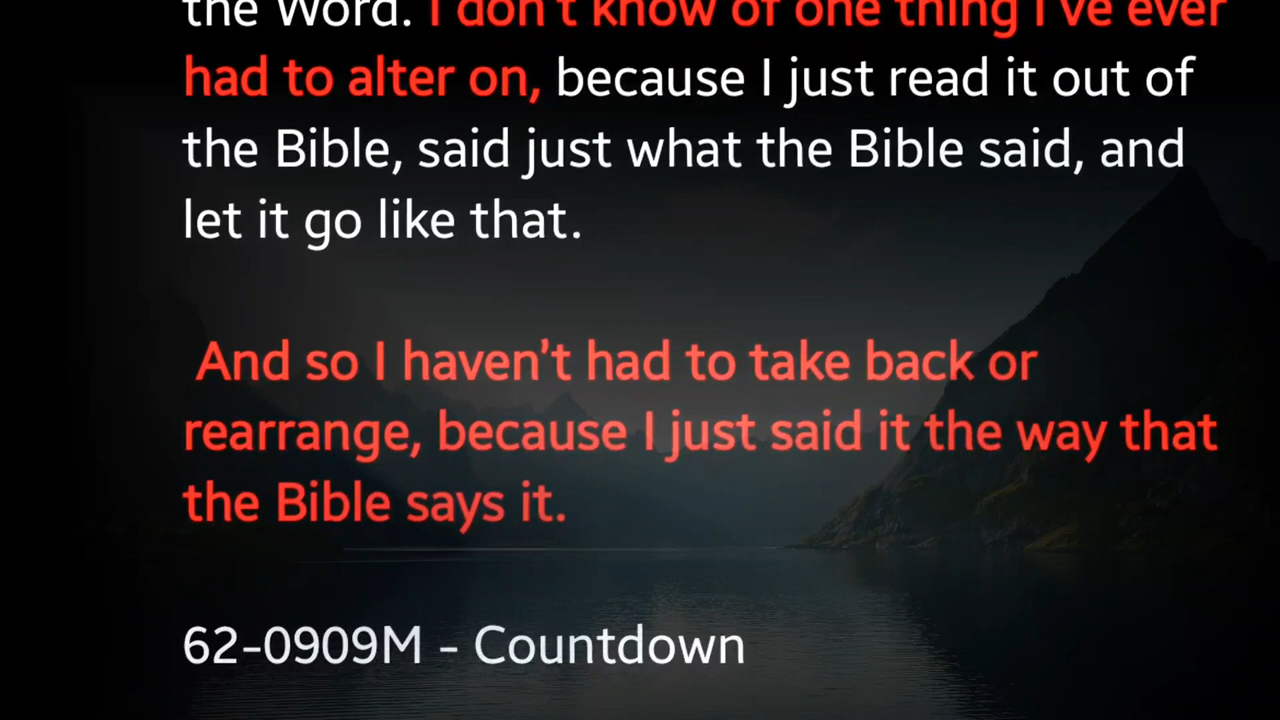 the Word. I don't know of one thing I've ever
had to alter on, because I just read it out of
the Bible, said just what the Bible said, and
let it go like that.
And so I haven’t had to take back or
rearrange, because I just said it the way that
the Bible says it.
62-0909M - Countdown